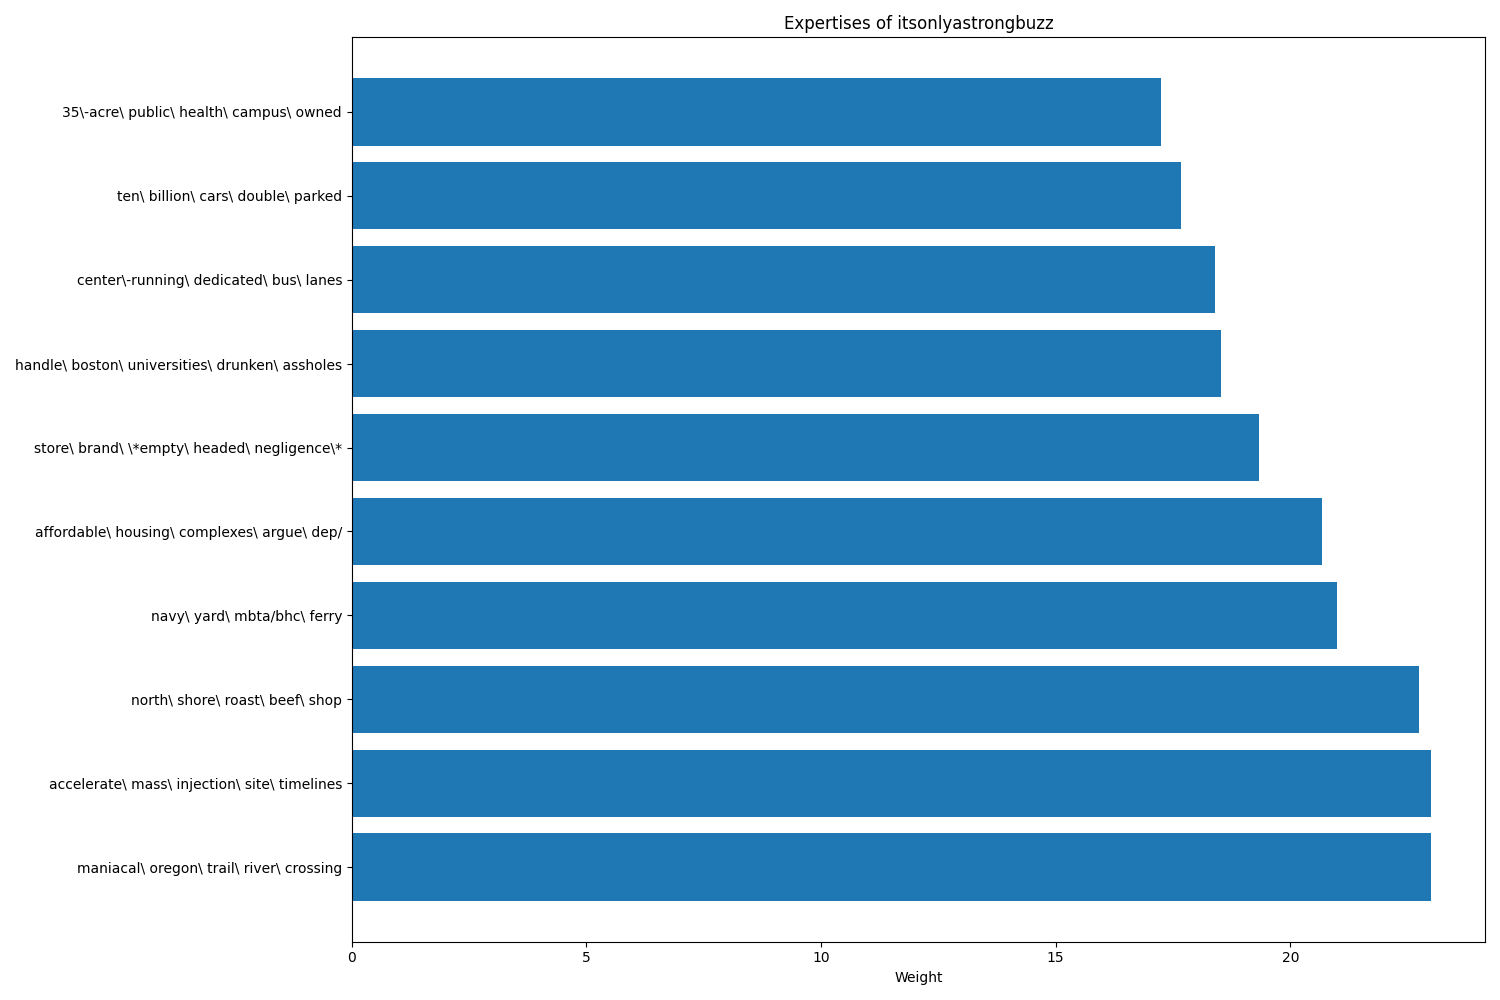 Expertises of itsonlyastrongbuzz
35\-acre\ public\ health\ campus\ owned
ten\ billion\ cars\ double\ parked
center\-running\ dedicated\ bus\ lanes
handle\ boston\ universities\ drunken\ assholes
store\ brand\ \*empty\ headed\ negligence\*
affordable\ housing\ complexes\ argue\ dep/
navy\ yard\ mbta/bhc\ ferry
north\ shore\ roast\ beef\ shop
accelerate\ mass\ injection\ site\ timelines
maniacal\ oregon\ trail\ river\ crossing
0 5 10 15 20
Weight